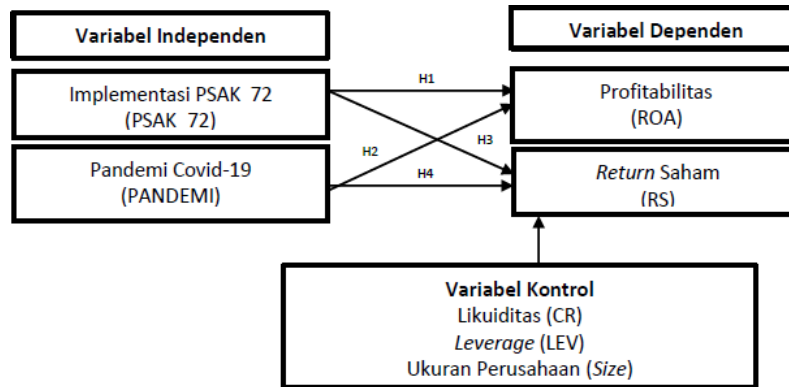 Variabel Independen
Variabel Dependen
Implementasi PSAK 72
(PSAK 72)
H1
Profitabilitas
(ROA)
H2
H3
Pandemi Covid-19
(PANDEMI)
H4
Return Saham
(RS)
Variabel Kontrol
Likuiditas (CR)
Leverage (LEV)
Ukuran Perusahaan (Size)